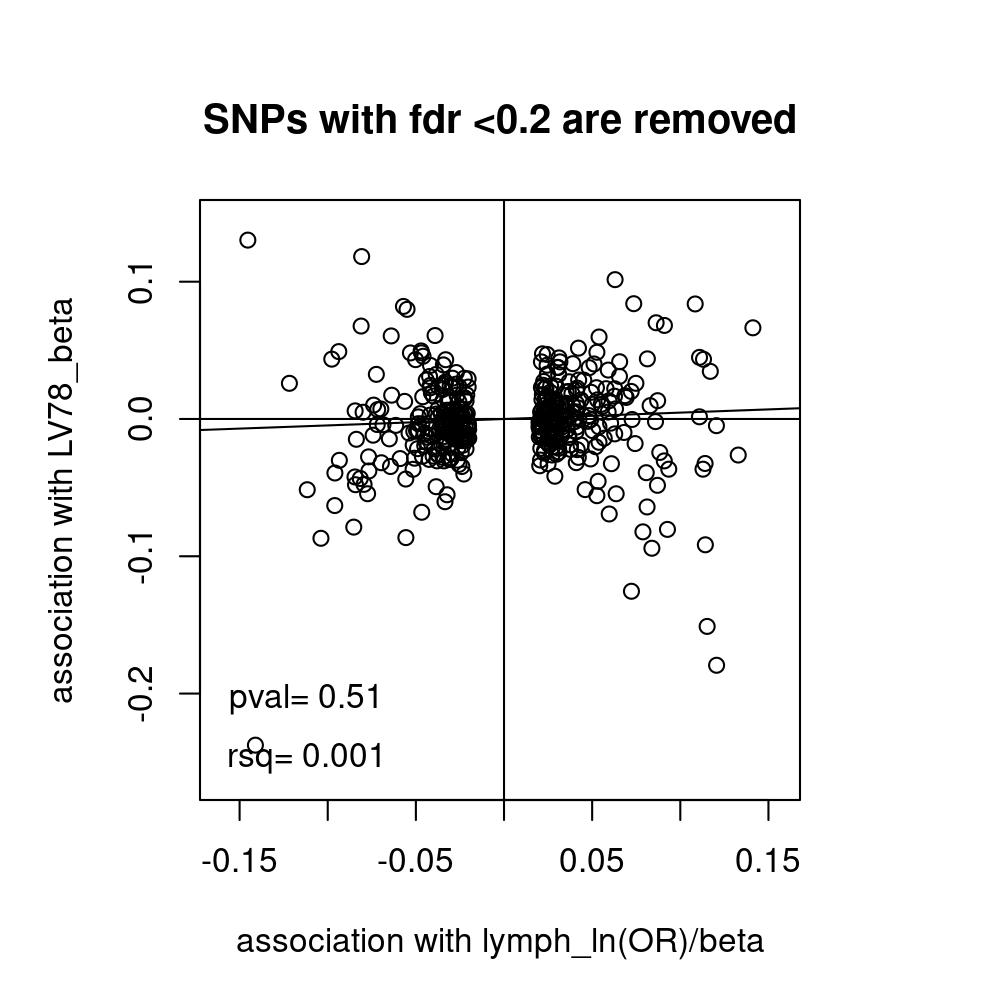 SNPs with fdr <0.2 are removed
association with LV78_beta
0.1
0.0
-0.1
-0.2
pval= 0.51
rsq= 0.001
-0.15 -0.05 0.05 0.15
association with lymph_ln(OR)/beta